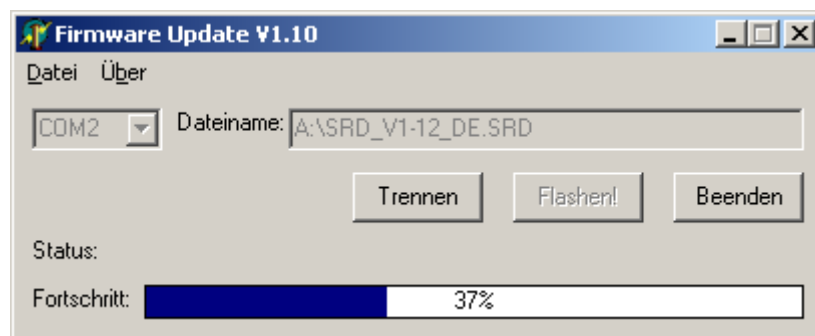 Firmware Update V1.10
Datei Über
COM2 Dateiname: A:\SRD_V1-12_DE.SRD
Trennen Flashen! Beenden
Status:
Fortschritt: 37%